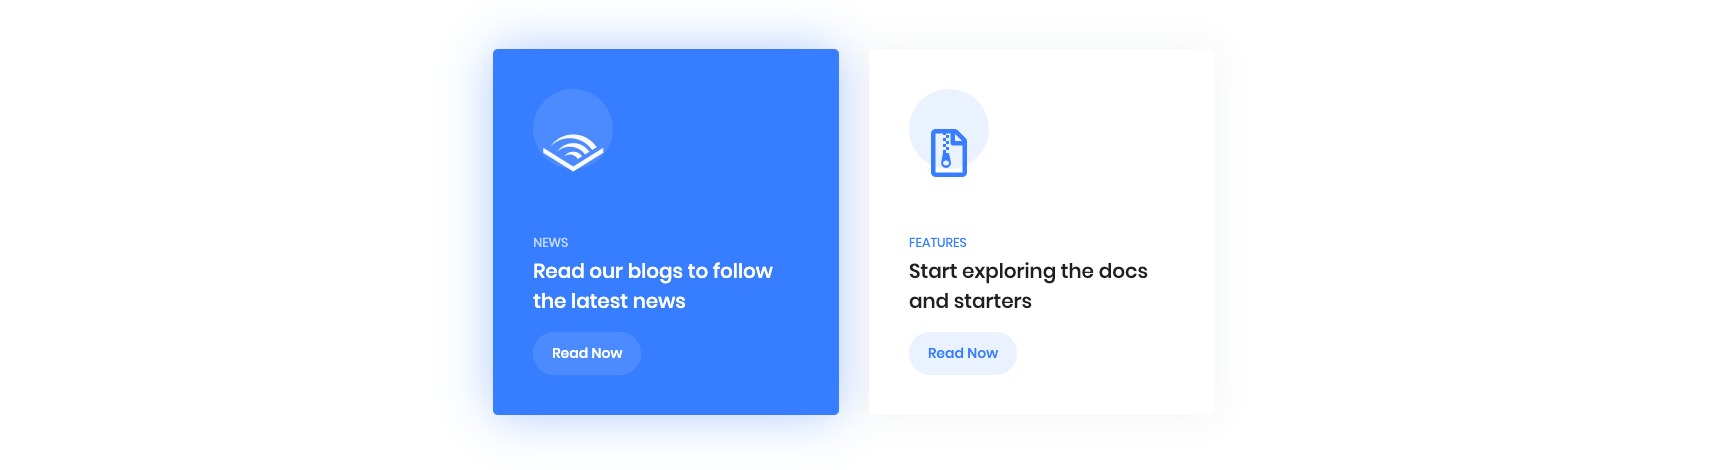 NEWS
Read our blogs to follow
the latest news
Read Now
FEATURES
Start exploring the docs
and starters
Read Now